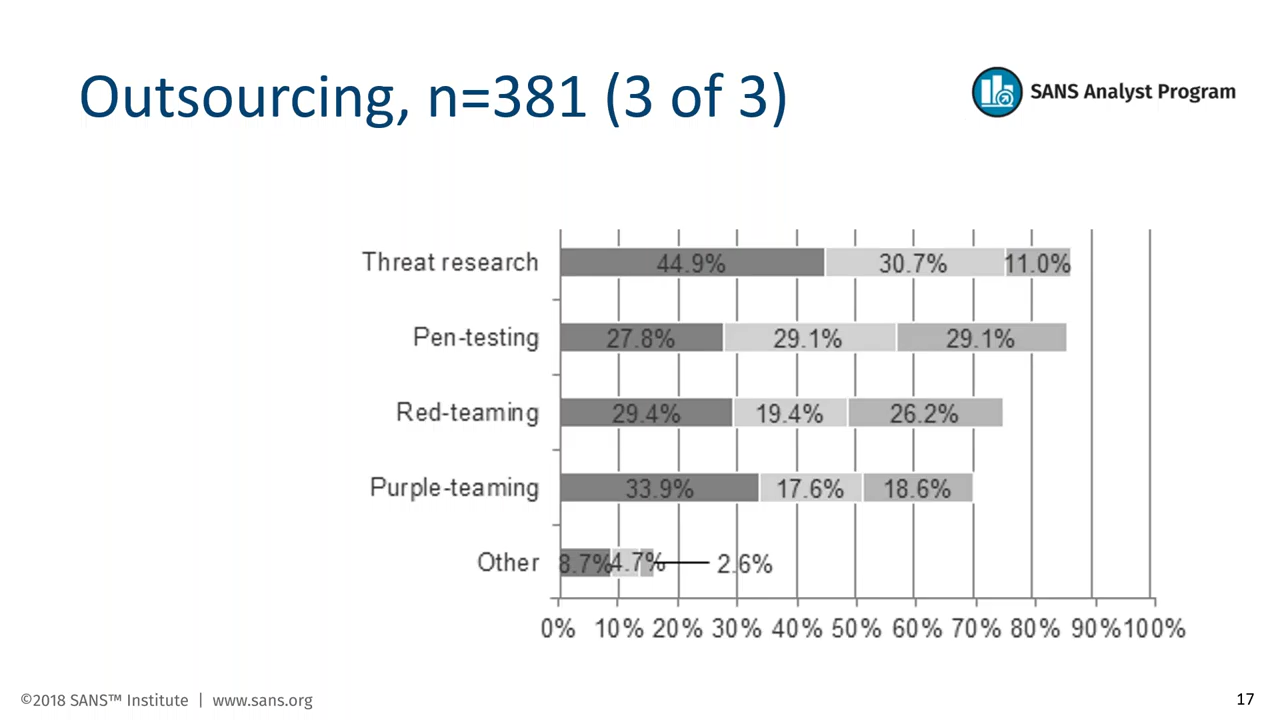 Outsourcing, n=381 (3 of 3)
SANS Analyst Program
Threat research 44.9% 30.7% 11.0%
Pen-testing 27.8% 29.1% 29.1%
Red-teaming 29.4% 19.4% 26.2%
Purple-teaming 33.9% 17.6% 18.6%
Other 8.7% 4.7% 2.6%
0% 10% 20% 30% 40% 50% 60% 70% 80% 90% 100%
©2018 SANS™ Institute | www.sans.org
17